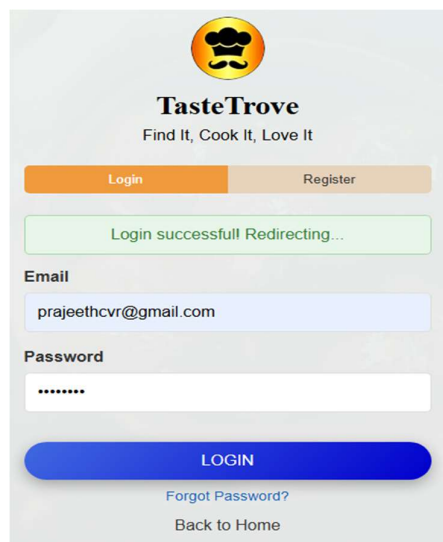 TasteTrove
Find It, Cook It, Love It
Login Register
Login successful! Redirecting...
Email
prajeethcvr@gmail.com
Password
••••••••
LOGIN
Forgot Password?
Back to Home